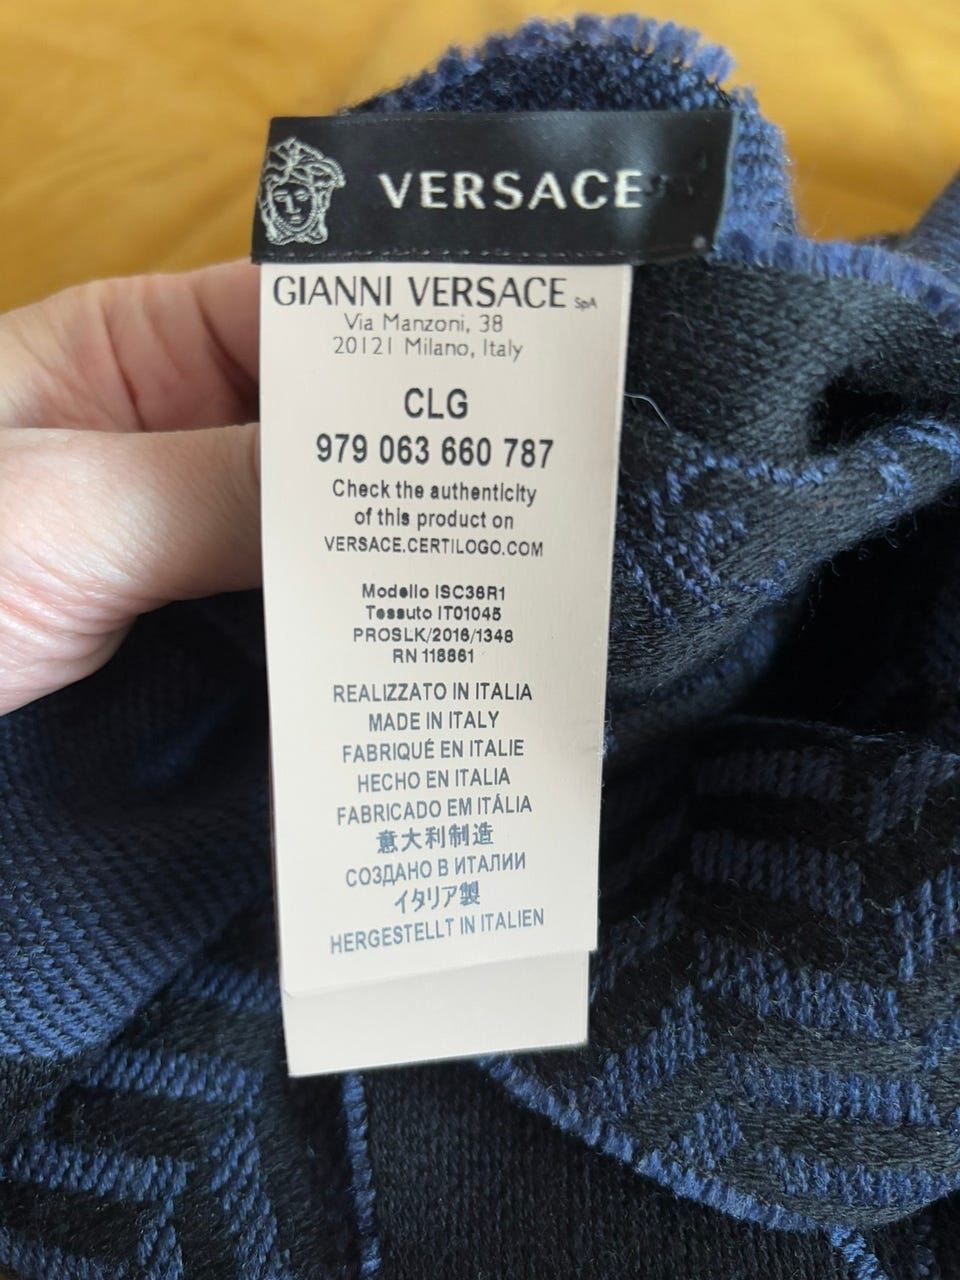 VERSACE
GIANNI VERSACE SpA
Via Manzoni, 38
20121 Milano, Italy
CLG
979 063 660 787
Check the authenticity
of this product on
VERSACE.CERTILOGO.COM
Modello ISC36R1
Tessuto IT01045
PROSLK/2016/1348
RN 118861
REALIZZATO IN ITALIA
MADE IN ITALY
FABRIQUÉ EN ITALIE
HECHO EN ITALIA
FABRICADO EM ITÁLIA
意大利制造
СОЗДАНО В ИТАЛИИ
イタリア製
HERGESTELLT IN ITALIEN